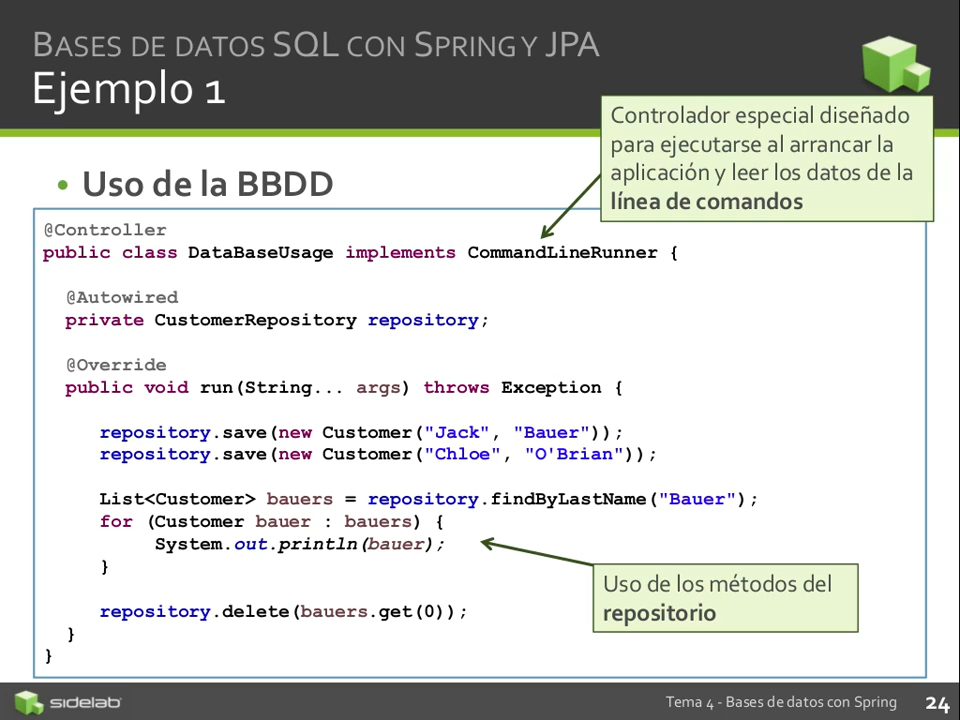 BASES DE DATOS SQL CON SPRING Y JPA
Ejemplo 1
Controlador especial diseñado
para ejecutarse al arrancar la
aplicación y leer los datos de la
línea de comandos
• Uso de la BBDD
@Controller
public class DataBaseUsage implements CommandLineRunner {
@Autowired
private CustomerRepository repository;
@Override
public void run(String... args) throws Exception {
repository.save(new Customer("Jack", "Bauer"));
repository.save(new Customer("Chloe", "O'Brian"));
List<Customer> bauers = repository.findByLastName("Bauer");
for (Customer bauer : bauers) {
System.out.println(bauer);
}
Uso de los métodos del
repositorio
repository.delete(bauers.get(0));
}
}
sidelab
Tema 4 - Bases de datos con Spring
24